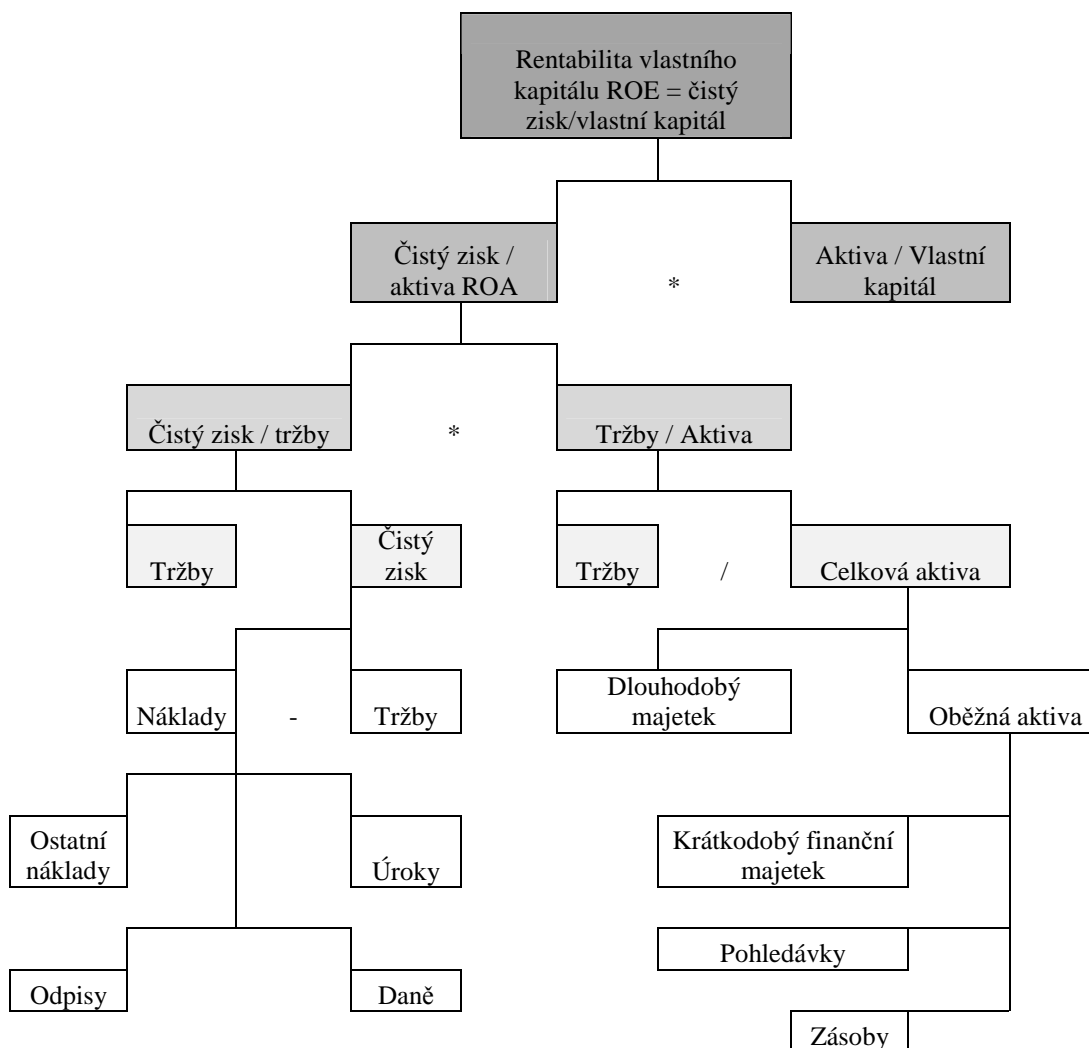 Rentabilita vlastního
kapitálu ROE = čistý
zisk/vlastní kapitál
Čistý zisk /
aktiva ROA
*
Aktiva / Vlastní
kapitál
Čistý zisk / tržby
*
Tržby / Aktiva
Tržby
Čistý
zisk
Tržby
/
Celková aktiva
Náklady
-
Tržby
Dlouhodobý
majetek
Oběžná aktiva
Ostatní
náklady
Úroky
Krátkodobý finanční
majetek
Odpisy
Daně
Pohledávky
Zásoby